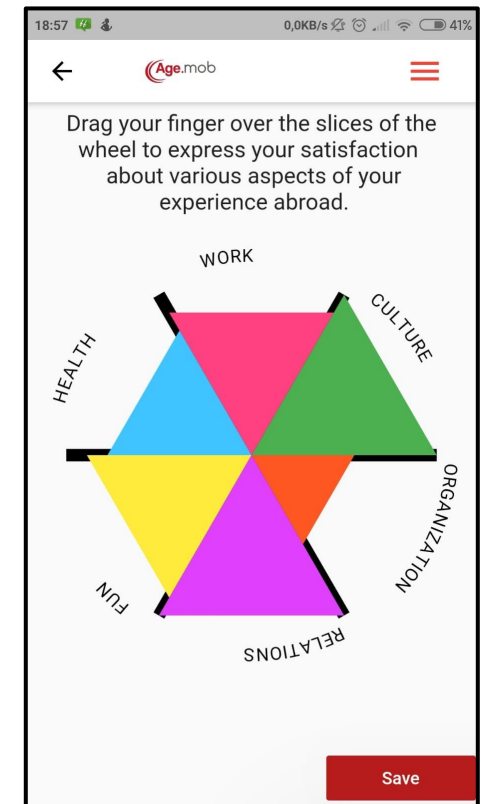 18:57 0,0KB/s 41%
Age.mob
Drag your finger over the slices of the
wheel to express your satisfaction
about various aspects of your
experience abroad.
WORK
CULTURE
HEALTH
ORGANIZATION
FUN
RELATIONS
Save